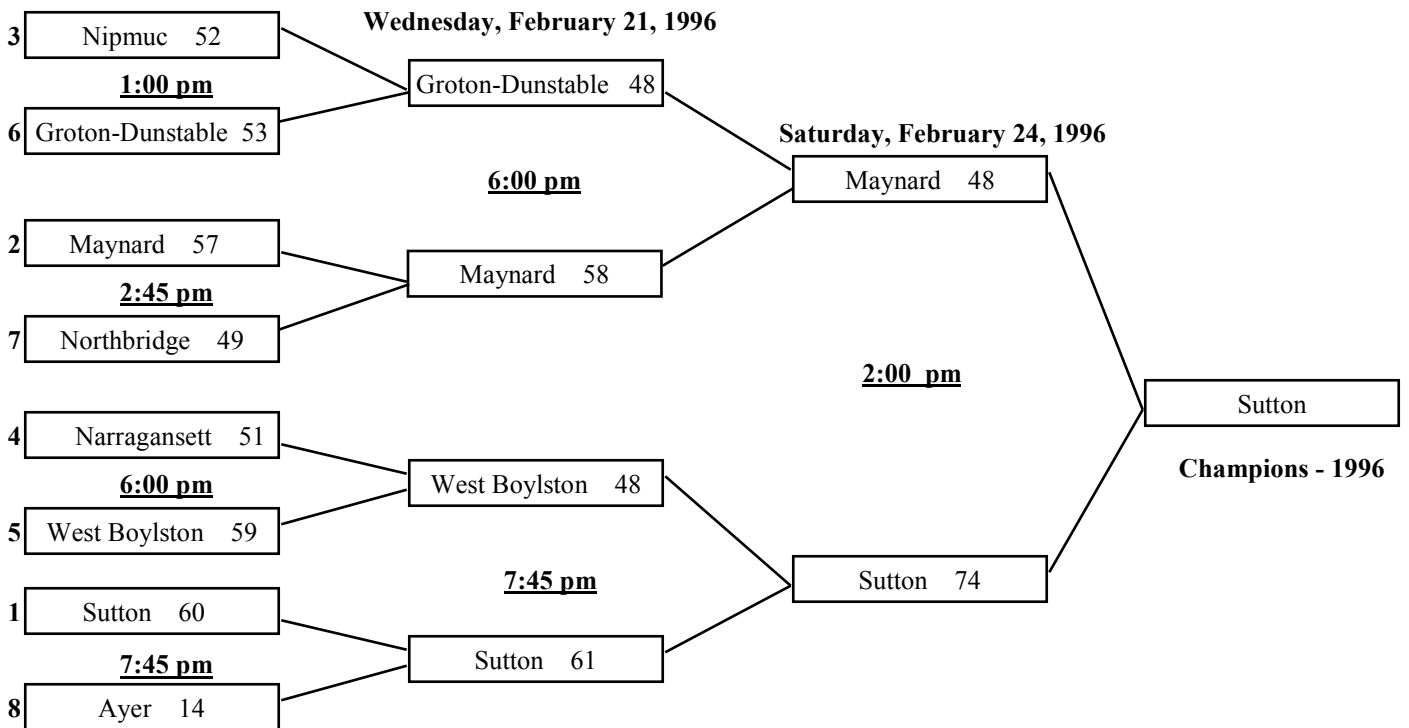 Wednesday, February 21, 1996
3 Nipmuc 52
1:00 pm
6 Groton-Dunstable 53
Groton-Dunstable 48
6:00 pm
2 Maynard 57
2:45 pm
7 Northbridge 49
Maynard 58
Saturday, February 24, 1996
Maynard 48
2:00 pm
4 Narragansett 51
6:00 pm
5 West Boylston 59
West Boylston 48
7:45 pm
1 Sutton 60
7:45 pm
8 Ayer 14
Sutton 61
Sutton 74
Sutton
Champions - 1996